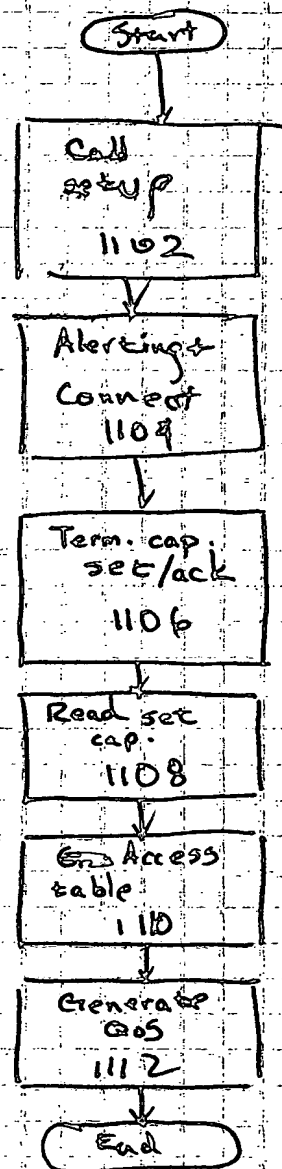 Start
Call
setup
1102
Alerting +
Connect
1104
Term. cap.
set/ack
1106
Read set
cap.
1108
Access
table
1110
Generate
QoS
1112
End